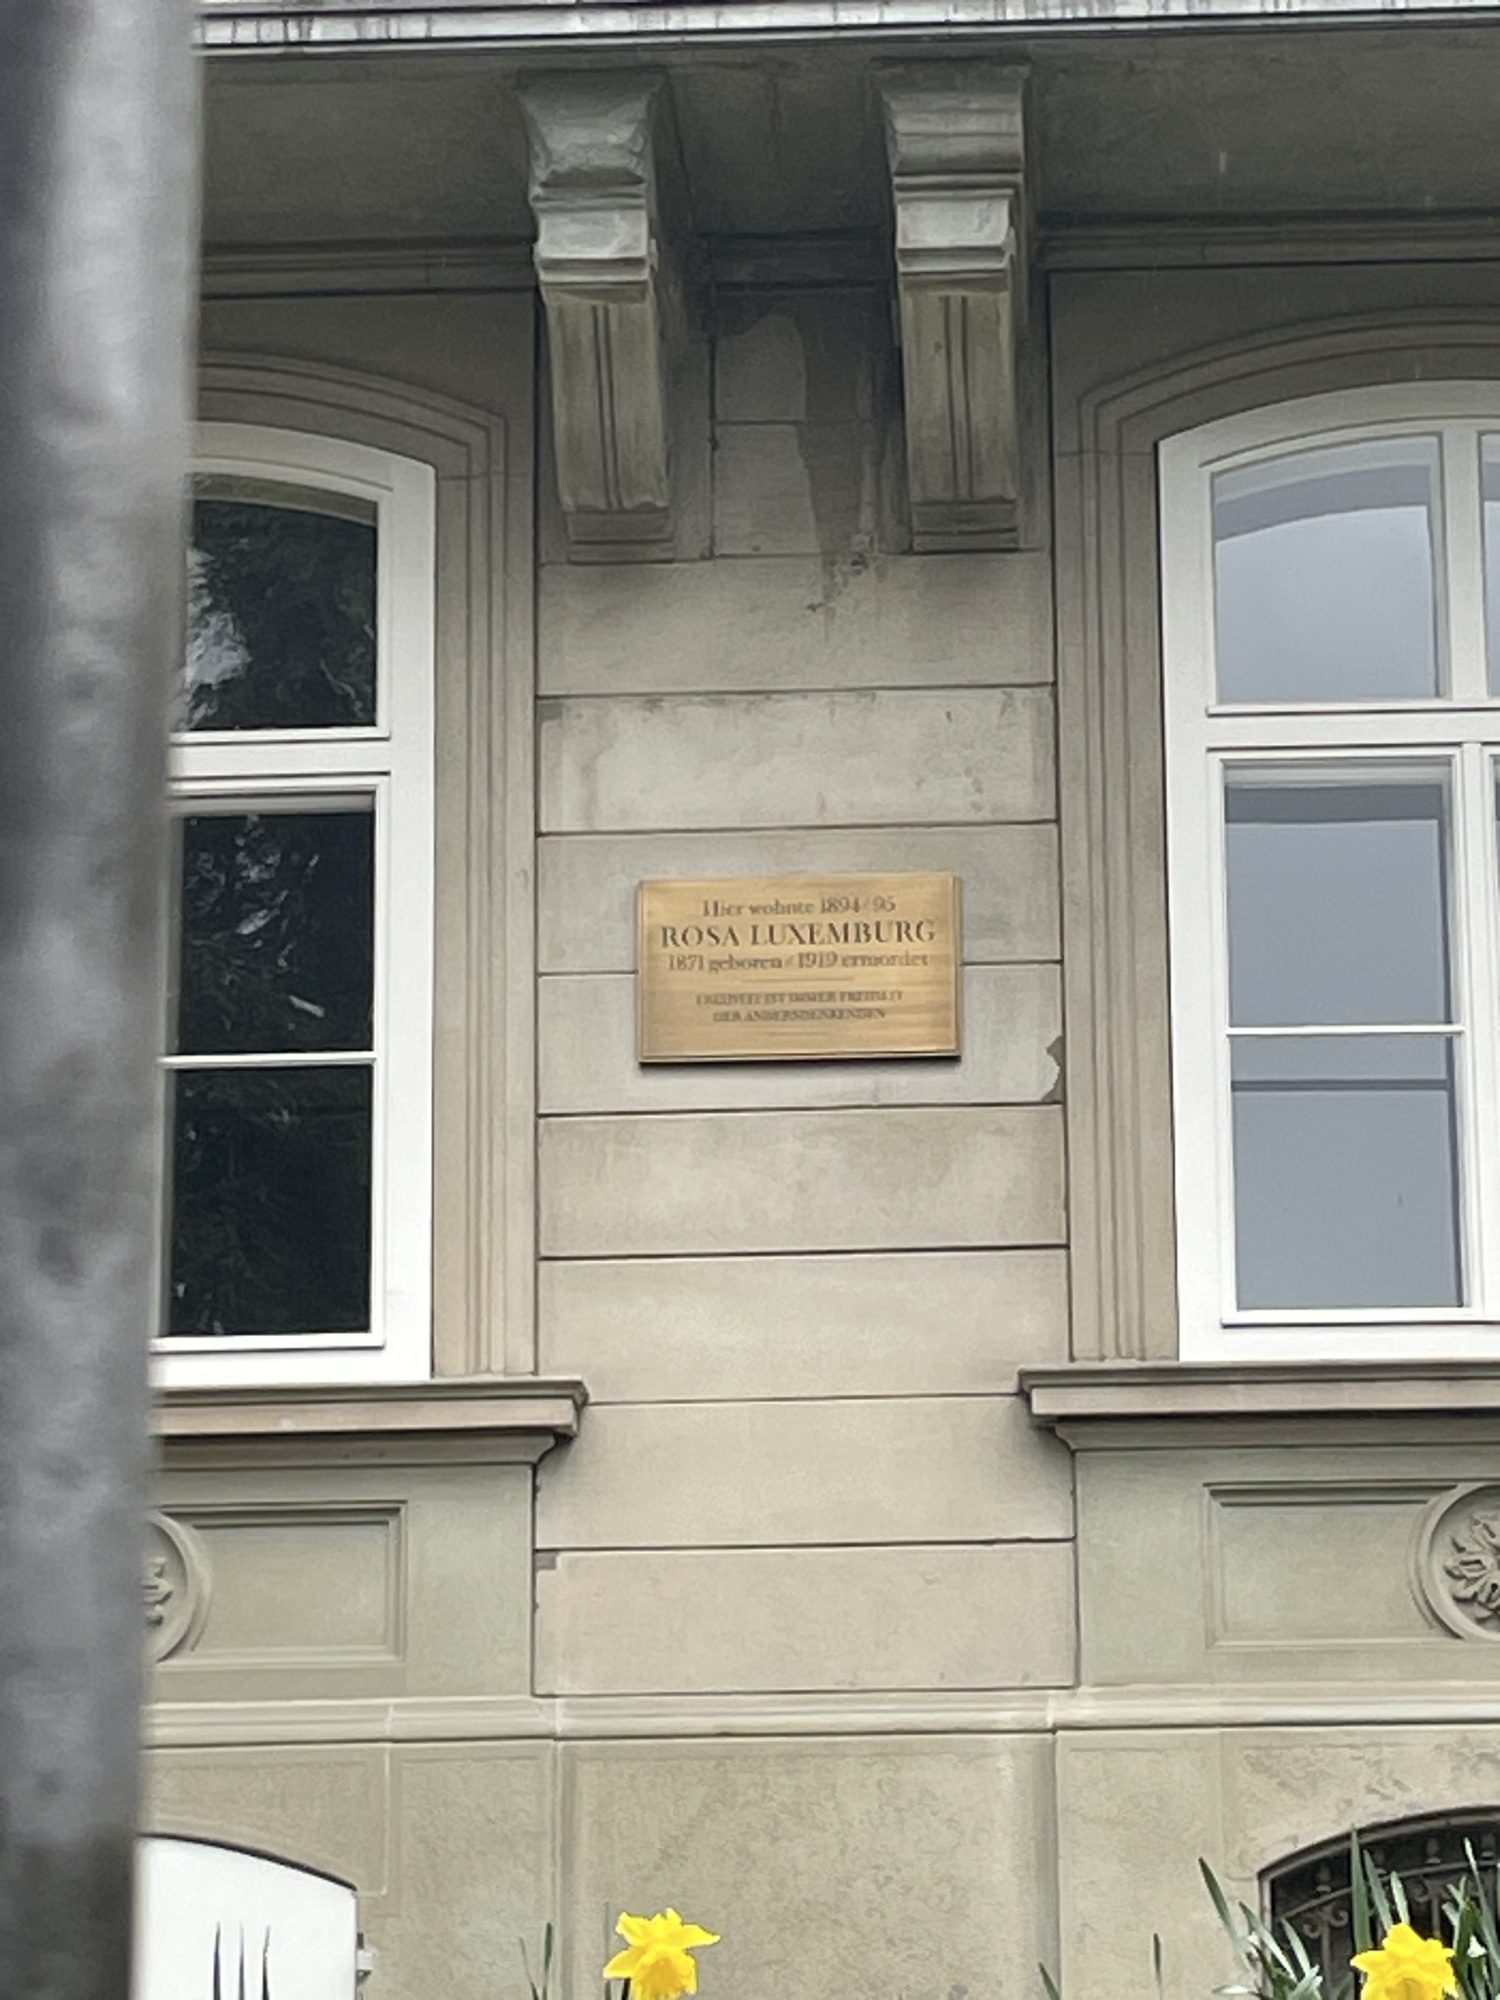 Hier wohnte 1894/95
ROSA LUXEMBURG
1871 geboren / 1919 ermordet
FREIHEIT IST IMMER FREIHEIT
DER ANDERSDENKENDEN